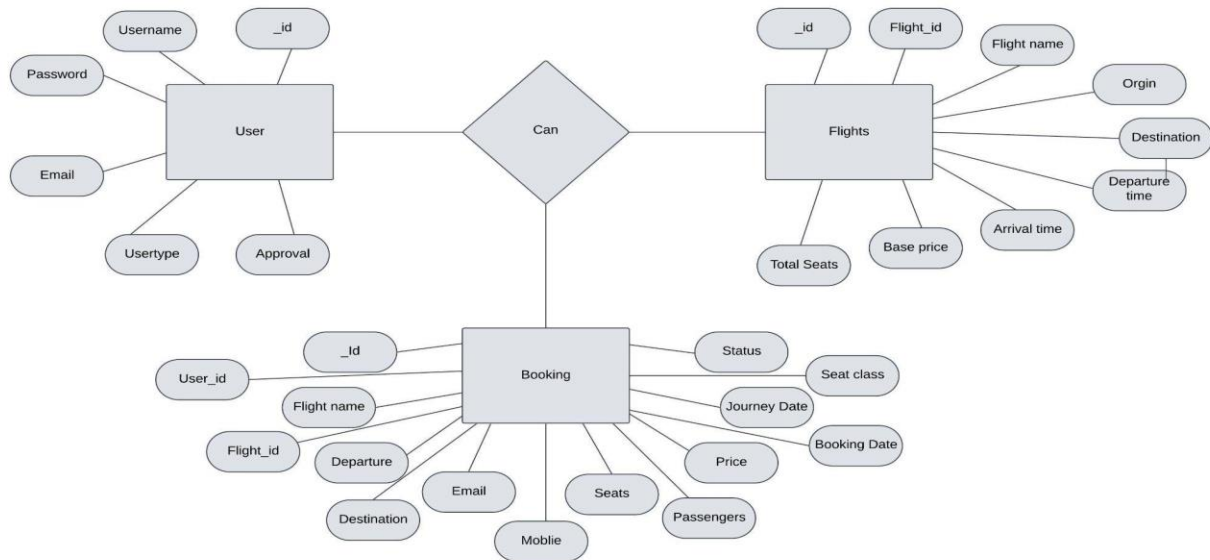 Username
_id
_id
Flight_id
Flight name
Password
Orgin
User
Can
Flights
Destination
Email
Departure
time
Usertype
Approval
Total Seats
Base price
Arrival time
_Id
Status
User_id
Booking
Seat class
Flight name
Journey Date
Flight_id
Booking Date
Departure
Price
Email
Seats
Destination
Passengers
Moblie